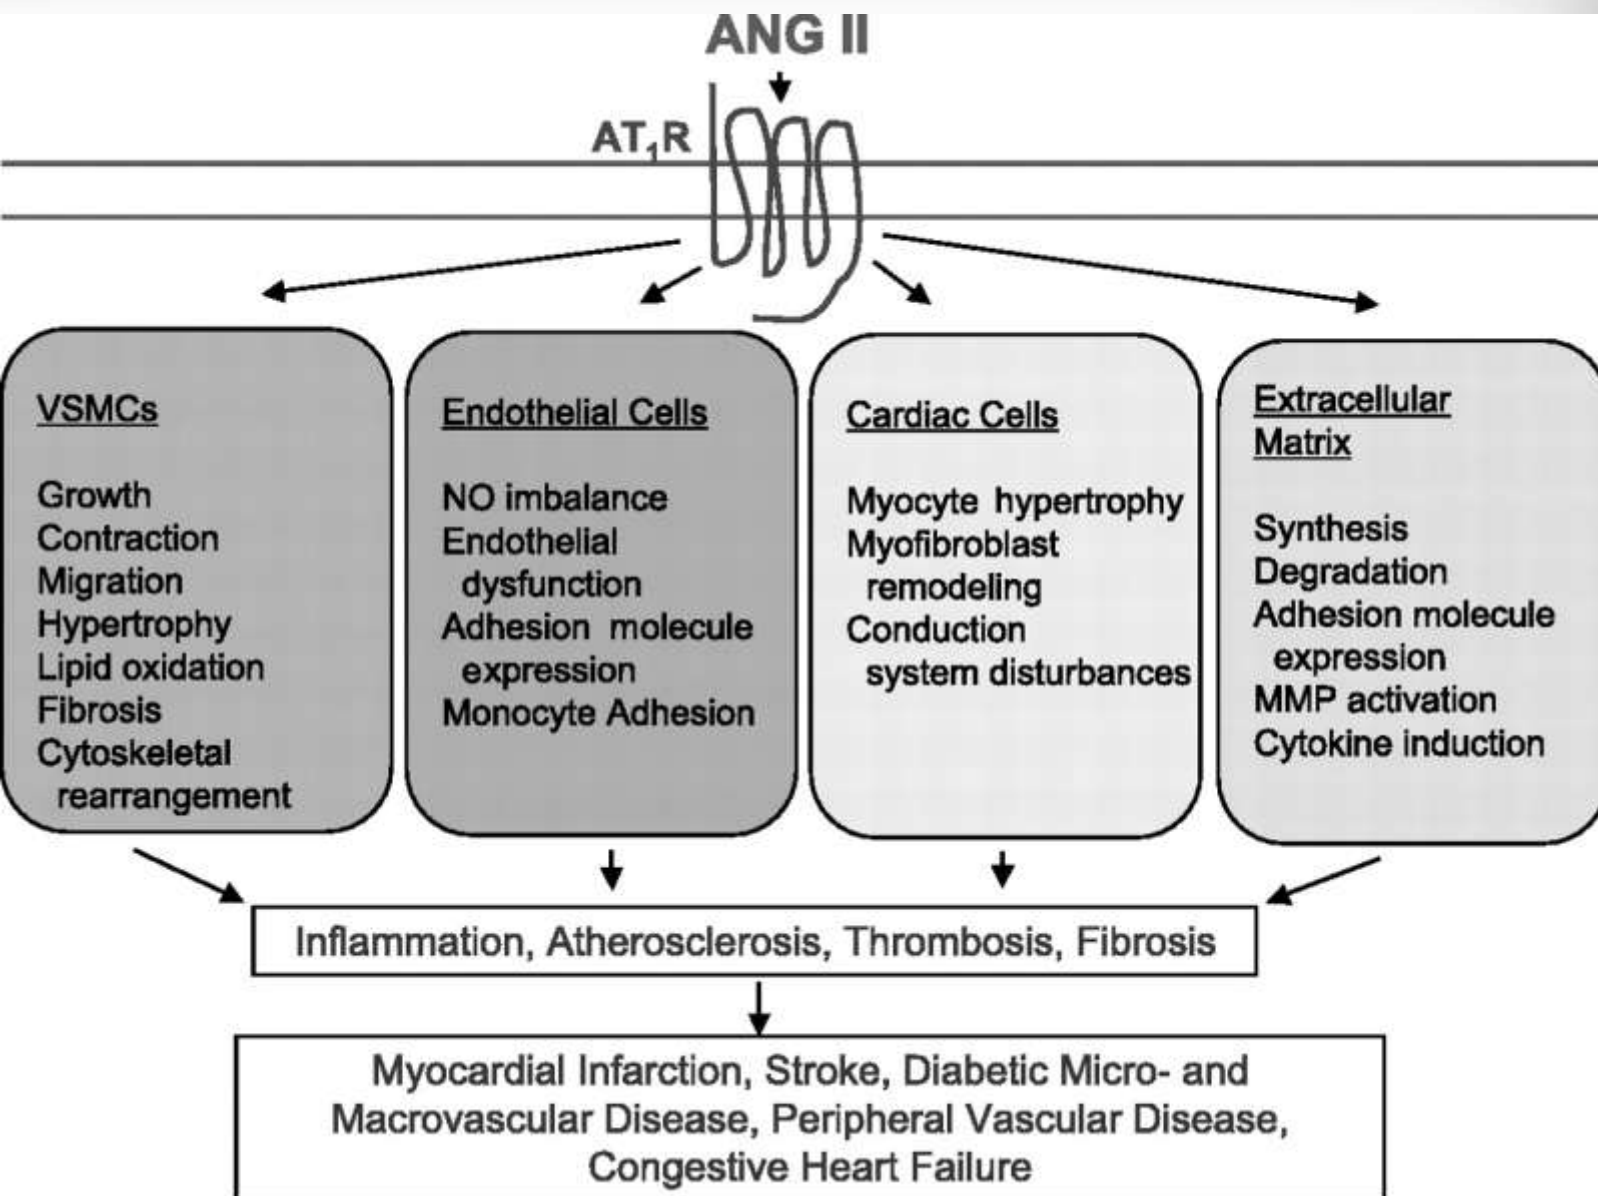 ANG II
AT1R
VSMCs
Growth
Contraction
Migration
Hypertrophy
Lipid oxidation
Fibrosis
Cytoskeletal
rearrangement
Endothelial Cells
NO imbalance
Endothelial
dysfunction
Adhesion molecule
expression
Monocyte Adhesion
Cardiac Cells
Myocyte hypertrophy
Myofibroblast
remodeling
Conduction
system disturbances
Extracellular
Matrix
Synthesis
Degradation
Adhesion molecule
expression
MMP activation
Cytokine induction
Inflammation, Atherosclerosis, Thrombosis, Fibrosis
Myocardial Infarction, Stroke, Diabetic Micro- and
Macrovascular Disease, Peripheral Vascular Disease,
Congestive Heart Failure